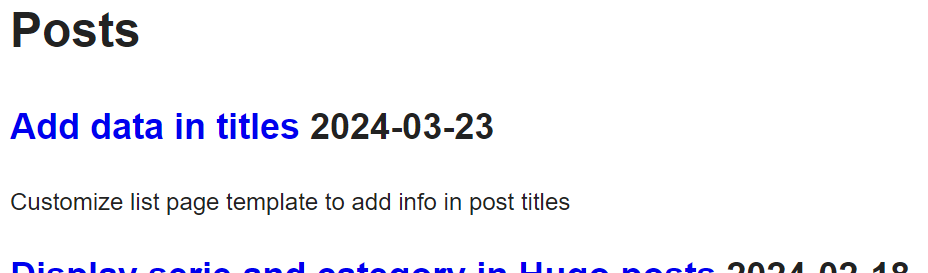 Posts
Add data in titles 2024-03-23
Customize list page template to add info in post titles
Display serie and category in Hugo posts 2024-02-18